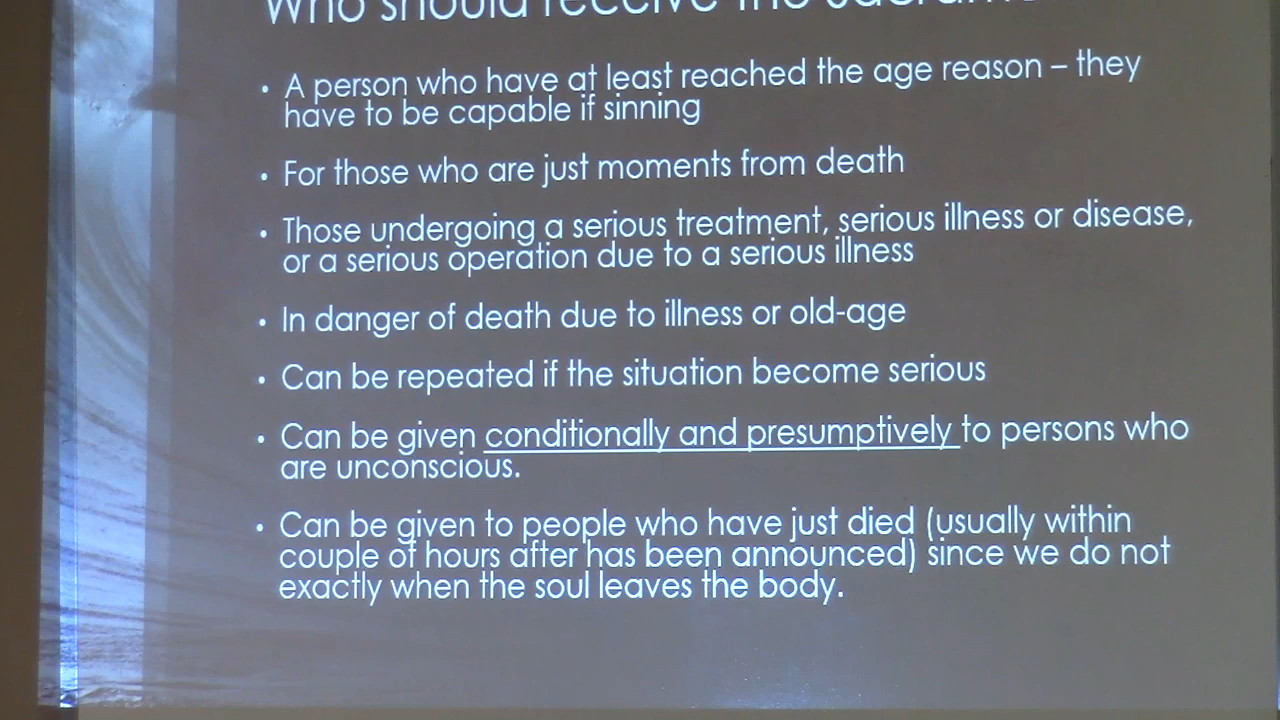 Who should receive the
• A person who have at least reached the age reason – they
have to be capable if sinning
• For those who are just moments from death
• Those undergoing a serious treatment, serious illness or disease,
or a serious operation due to a serious illness
• In danger of death due to illness or old-age
• Can be repeated if the situation become serious
• Can be given conditionally and presumptively to persons who
are unconscious.
• Can be given to people who have just died (usually within
couple of hours after has been announced) since we do not
exactly when the soul leaves the body.